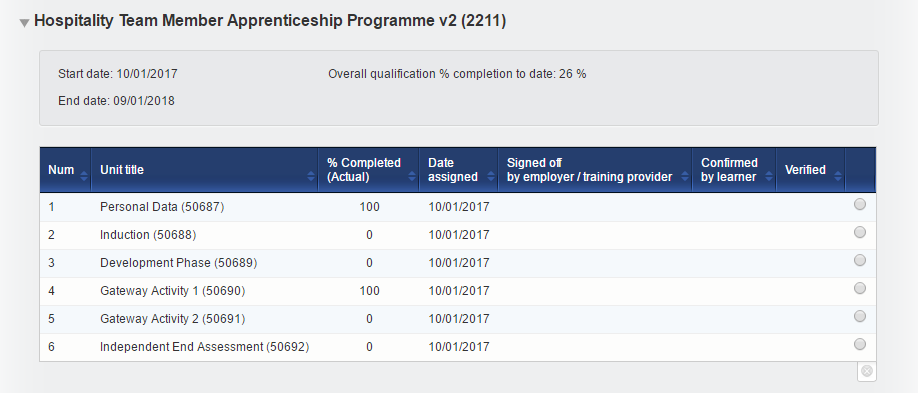 Hospitality Team Member Apprenticeship Programme v2 (2211)
Start date: 10/01/2017 Overall qualification % completion to date: 26 %
End date: 09/01/2018
Num Unit title % Completed (Actual) Date assigned Signed off by employer / training provider Confirmed by learner Verified
1 Personal Data (50687) 100 10/01/2017
2 Induction (50688) 0 10/01/2017
3 Development Phase (50689) 0 10/01/2017
4 Gateway Activity 1 (50690) 100 10/01/2017
5 Gateway Activity 2 (50691) 0 10/01/2017
6 Independent End Assessment (50692) 0 10/01/2017